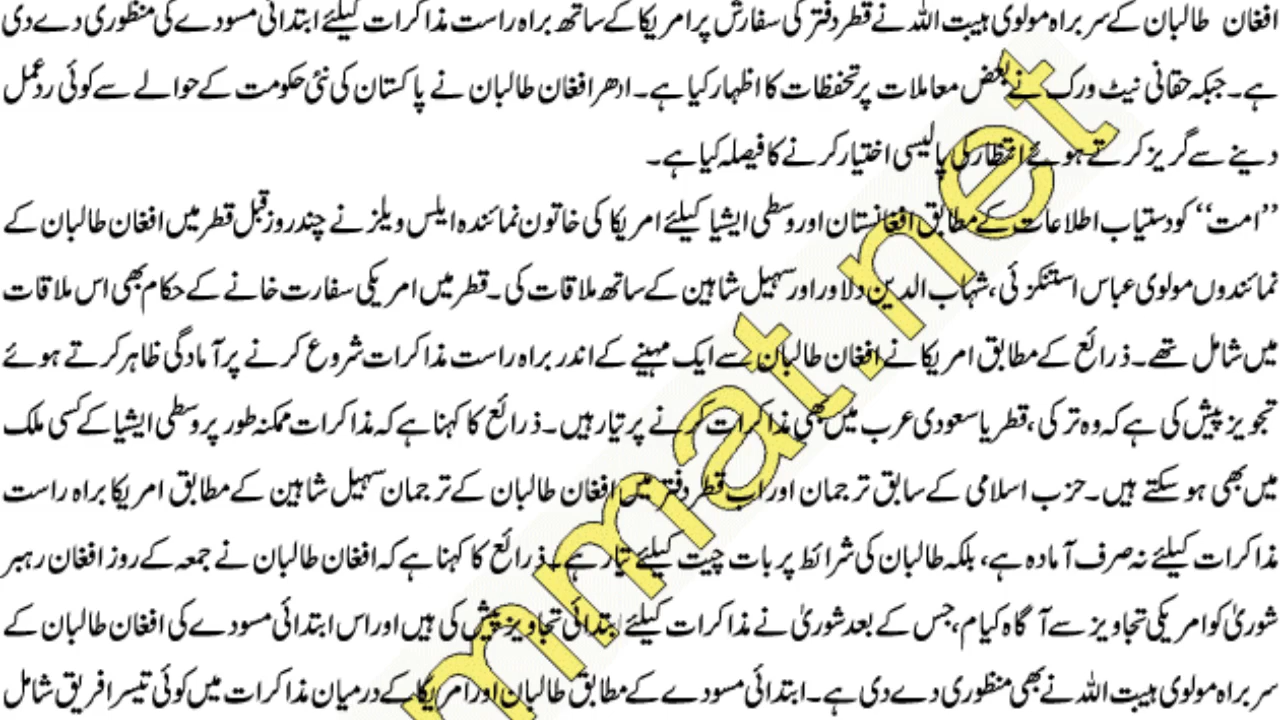 افغان طالبان کے سربراہ مولوی ہیبت اللہ نے قطر دفتر کی سفارش پر امریکا کے ساتھ براہ راست مذاکرات کیلئے ابتدائی مسودے کی منظوری دے دی
ہے۔ جبکہ حقانی نیٹ ورک نے بعض معاملات پر تحفظات کا اظہار کیا ہے۔ ادھر افغان طالبان نے پاکستان کی نئی حکومت کے حوالے سے کوئی ردعمل
دینے سے گریز کرتے ہوئے انتظار کی پالیسی اختیار کرنے کا فیصلہ کیا ہے۔
’’امت‘‘ کو دستیاب اطلاعات کے مطابق افغانستان اور وسطی ایشیا کیلئے امریکا کی خاتون نمائندہ ایلس ویلز نے چند روز قبل قطر میں افغان طالبان کے
نمائندوں مولوی عباس استنکزئی، شہاب الدین دلاور اور سہیل شاہین کے ساتھ ملاقات کی۔ قطر میں امریکی سفارت خانے کے حکام بھی اس ملاقات
میں شامل تھے۔ ذرائع کے مطابق امریکا نے افغان طالبان سے ایک مہینے کے اندر براہ راست مذاکرات شروع کرنے پر آمادگی ظاہر کرتے ہوئے
تجویز پیش کی ہے کہ وہ ترکی، قطر یا سعودی عرب میں بھی مذاکرات کرنے پر تیار ہیں۔ ذرائع کا کہنا ہے کہ مذاکرات ممکنہ طور پر وسطی ایشیا کے کسی ملک
میں بھی ہو سکتے ہیں۔ حزب اسلامی کے سابق ترجمان اور اب قطر دفتر میں افغان طالبان کے ترجمان سہیل شاہین کے مطابق امریکا براہ راست
مذاکرات کیلئے نہ صرف آمادہ ہے، بلکہ طالبان کی شرائط پر بات چیت کیلئے تیار ہے۔ ذرائع کا کہنا ہے کہ افغان طالبان نے جمعہ کے روز افغان رہبر
شوریٰ کو امریکی تجاویز سے آگاہ کیا م، جس کے بعد شوریٰ نے مذاکرات کیلئے ابتدائی تجاویز پیش کی ہیں اور اس ابتدائی مسودے کی افغان طالبان کے
سربراہ مولوی ہیبت اللہ نے بھی منظوری دے دی ہے۔ ابتدائی مسودے کے مطابق طالبان اور امریکا کے درمیان مذاکرات میں کوئی تیسرا فریق شامل
mmat.net